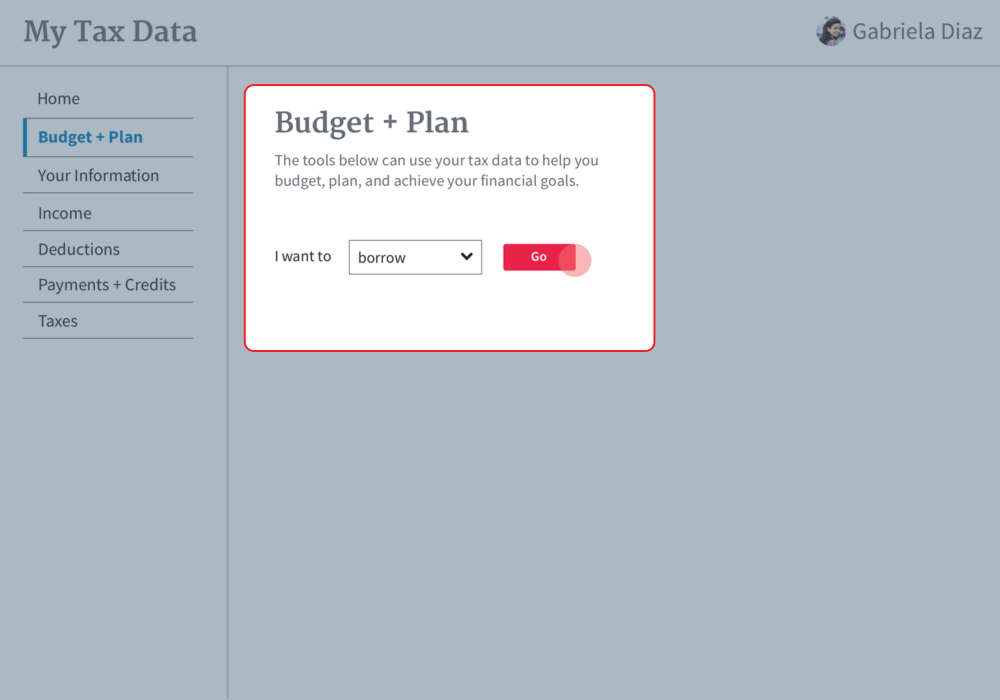 My Tax Data
Gabriela Diaz
Home
Budget + Plan
Your Information
Income
Deductions
Payments + Credits
Taxes
Budget + Plan
The tools below can use your tax data to help you
budget, plan, and achieve your financial goals.
I want to borrow Go